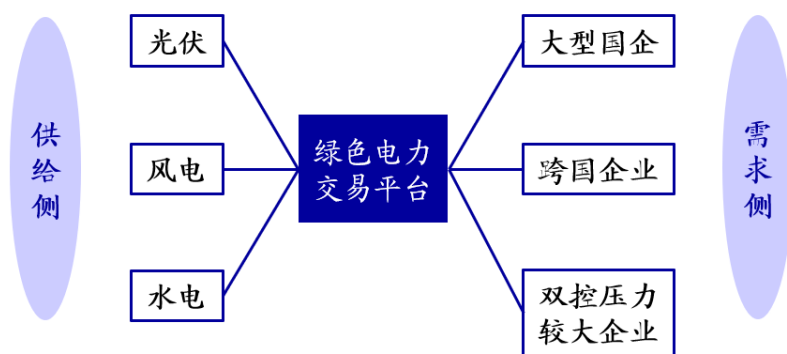 供给侧
光伏
风电
水电
绿色电力
交易平台
大型国企
跨国企业
双控压力
较大企业
需求侧